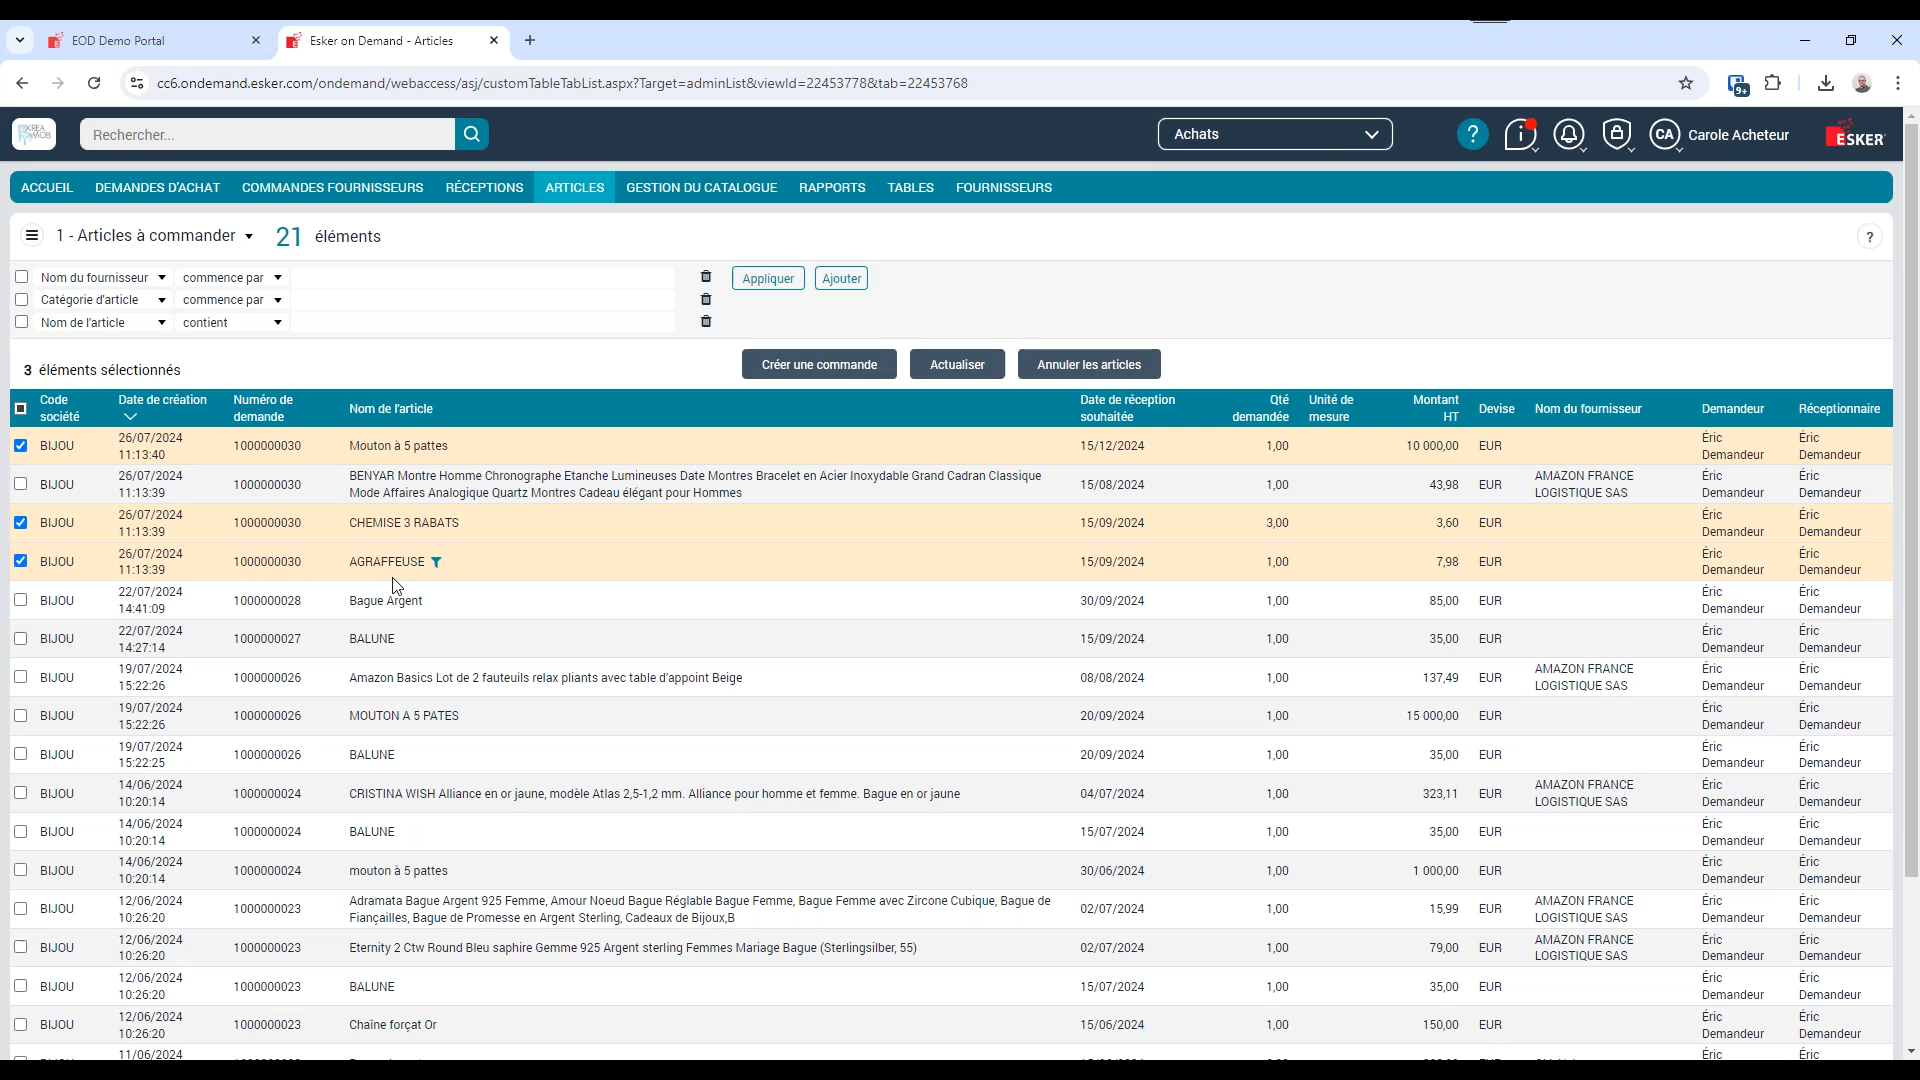 EOD Demo Portal
Esker on Demand - Articles
cc6.ondemand.esker.com/ondemand/webaccess/asj/customTableTabList.aspx?Target=adminList&viewId=22453778&tab=22453768
9+
Rechercher...
Achats
?
CA
Carole Acheteur
ESKER
ACCUEIL DEMANDES D'ACHAT COMMANDES FOURNISSEURS RÉCEPTIONS ARTICLES GESTION DU CATALOGUE RAPPORTS TABLES FOURNISSEURS
1 - Articles à commander 21 éléments
?
Nom du fournisseur commence par Appliquer Ajouter
Catégorie d'article commence par
Nom de l'article contient
3 éléments sélectionnés
Créer une commande Actualiser Annuler les articles
Code société Date de création Numéro de demande Nom de l'article Date de réception souhaitée Qté demandée Unité de mesure Montant HT Devise Nom du fournisseur Demandeur Réceptionnaire
BIJOU 26/07/2024 11:13:40 1000000030 Mouton à 5 pattes 15/12/2024 1,00 10 000,00 EUR Éric Demandeur Éric Demandeur
BIJOU 26/07/2024 11:13:39 1000000030 BENYAR Montre Homme Chronographe Etanche Lumineuses Date Montres Bracelet en Acier Inoxydable Grand Cadran Classique Mode Affaires Analogique Quartz Montres Cadeau élégant pour Hommes 15/08/2024 1,00 43,98 EUR AMAZON FRANCE LOGISTIQUE SAS Éric Demandeur Éric Demandeur
BIJOU 26/07/2024 11:13:39 1000000030 CHEMISE 3 RABATS 15/09/2024 3,00 3,60 EUR Éric Demandeur Éric Demandeur
BIJOU 26/07/2024 11:13:39 1000000030 AGRAFFEUSE 15/09/2024 1,00 7,98 EUR Éric Demandeur Éric Demandeur
BIJOU 22/07/2024 14:41:09 1000000028 Bague Argent 30/09/2024 1,00 85,00 EUR Éric Demandeur Éric Demandeur
BIJOU 22/07/2024 14:27:14 1000000027 BALUNE 15/09/2024 1,00 35,00 EUR Éric Demandeur Éric Demandeur
BIJOU 19/07/2024 15:22:26 1000000026 Amazon Basics Lot de 2 fauteuils relax pliants avec table d'appoint Beige 08/08/2024 1,00 137,49 EUR AMAZON FRANCE LOGISTIQUE SAS Éric Demandeur Éric Demandeur
BIJOU 19/07/2024 15:22:26 1000000026 MOUTON A 5 PATES 20/09/2024 1,00 15 000,00 EUR Éric Demandeur Éric Demandeur
BIJOU 19/07/2024 15:22:25 1000000026 BALUNE 20/09/2024 1,00 35,00 EUR Éric Demandeur Éric Demandeur
BIJOU 14/06/2024 10:20:14 1000000024 CRISTINA WISH Alliance en or jaune, modèle Atlas 2,5-1,2 mm. Alliance pour homme et femme. Bague en or jaune 04/07/2024 1,00 323,11 EUR AMAZON FRANCE LOGISTIQUE SAS Éric Demandeur Éric Demandeur
BIJOU 14/06/2024 10:20:14 1000000024 BALUNE 15/07/2024 1,00 35,00 EUR Éric Demandeur Éric Demandeur
BIJOU 14/06/2024 10:20:14 1000000024 mouton à 5 pattes 30/06/2024 1,00 1 000,00 EUR Éric Demandeur Éric Demandeur
BIJOU 12/06/2024 10:26:20 1000000023 Adramata Bague Argent 925 Femme, Amour Noeud Bague Réglable Bague Femme, Bague Femme avec Zircone Cubique, Bague de Fiançailles, Bague de Promesse en Argent Sterling, Cadeaux de Bijoux,B 02/07/2024 1,00 15,99 EUR AMAZON FRANCE LOGISTIQUE SAS Éric Demandeur Éric Demandeur
BIJOU 12/06/2024 10:26:20 1000000023 Eternity 2 Ctw Round Bleu saphire Gemme 925 Argent sterling Femmes Mariage Bague (Sterlingsilber, 55) 02/07/2024 1,00 79,00 EUR AMAZON FRANCE LOGISTIQUE SAS Éric Demandeur Éric Demandeur
BIJOU 12/06/2024 10:26:20 1000000023 BALUNE 15/07/2024 1,00 35,00 EUR Éric Demandeur Éric Demandeur
BIJOU 12/06/2024 10:26:20 1000000023 Chaîne forçat Or 15/06/2024 1,00 150,00 EUR Éric Demandeur Éric Demandeur
11/06/2024 Éric Éric